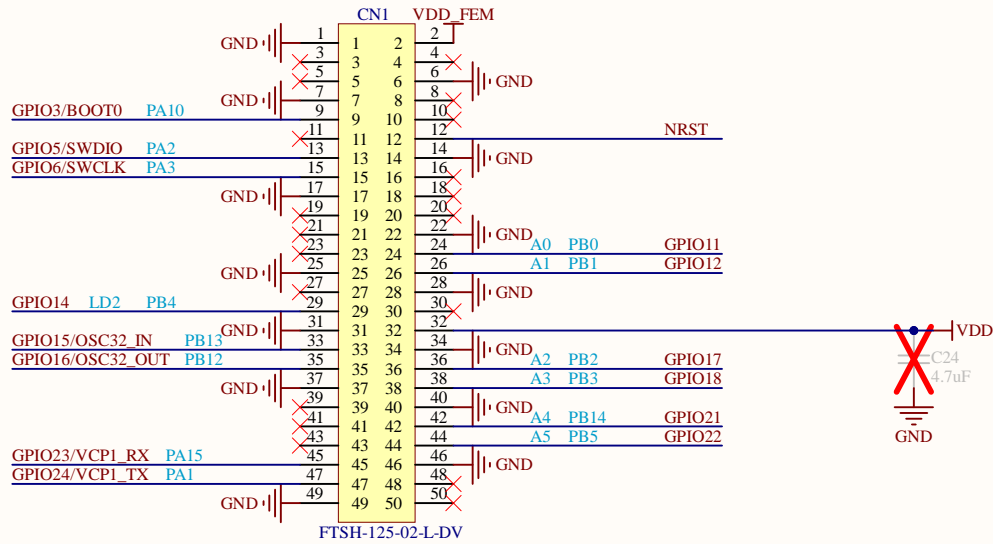 CN1 VDD_FEM
GND 1 1 2 2
3 3 4 4
5 5 6 6 GND
GND 7 7 8 8
GPIO3/BOOT0 PA10 9 9 10 10
11 11 12 12 NRST
GPIO5/SWDIO PA2 13 13 14 14 GND
GPIO6/SWCLK PA3 15 15 16 16
GND 17 17 18 18
19 19 20 20
21 21 22 22 GND
23 23 24 24 A0 PB0 GPIO11
GND 25 25 26 26 A1 PB1 GPIO12
27 27 28 28 GND
GPIO14 LD2 PB4 29 29 30 30
GND 31 31 32 32 VDD
GPIO15/OSC32_IN PB13 33 33 34 34 GND
GPIO16/OSC32_OUT PB12 35 35 36 36 A2 PB2 GPIO17
C24
4.7uF
GND 37 37 38 38 A3 PB3 GPIO18
39 39 40 40 GND
41 41 42 42 A4 PB14 GPIO21
43 43 44 44 A5 PB5 GPIO22
GND
GPIO23/VCP1_RX PA15 45 45 46 46 GND
GPIO24/VCP1_TX PA1 47 47 48 48
GND 49 49 50 50
FTSH-125-02-L-DV